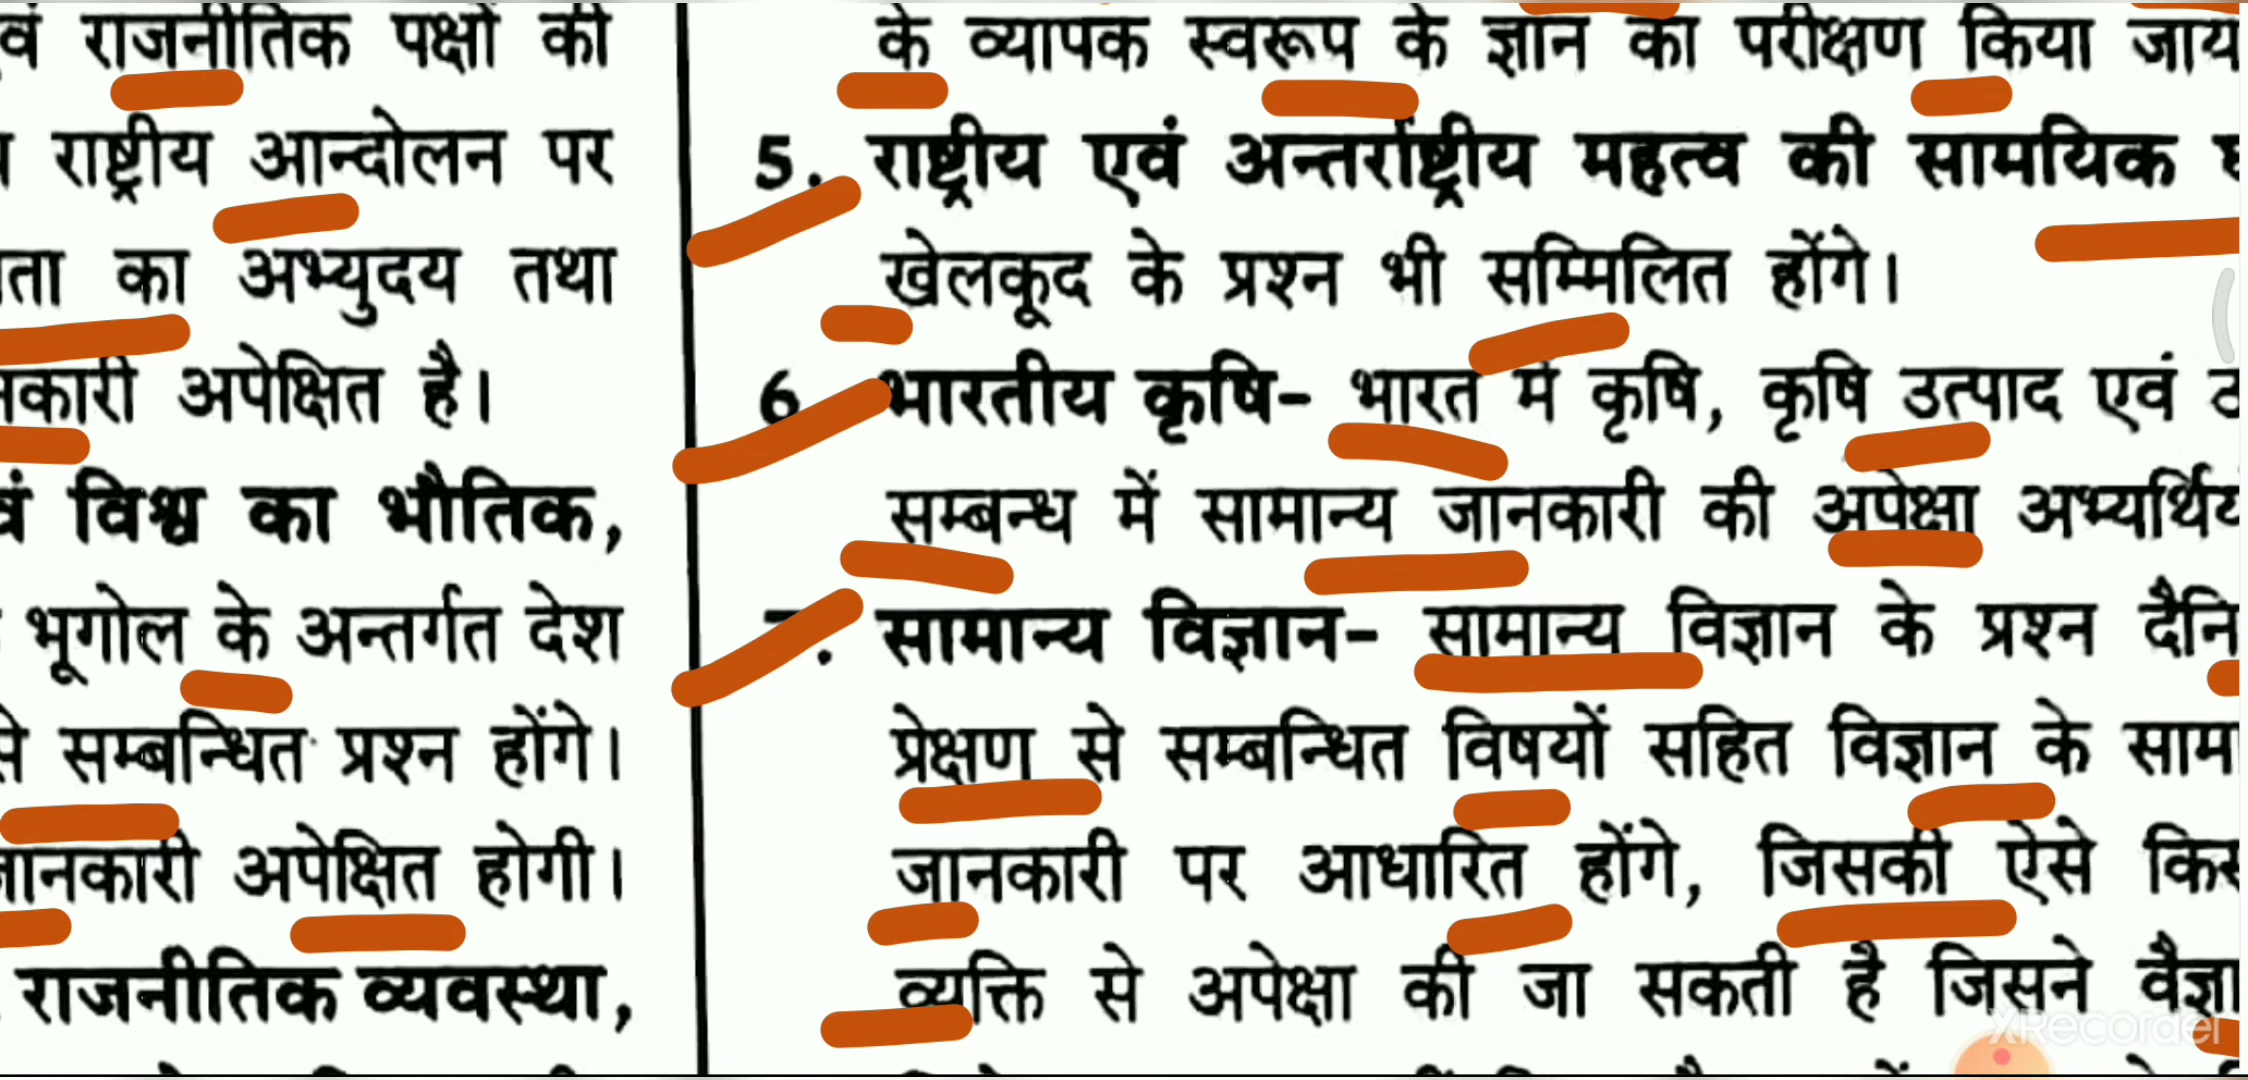 राजनीतिक पक्षों की
राष्ट्रीय आन्दोलन पर
का अभ्युदय तथा
अपेक्षित है।
विश्व का भौतिक,
भूगोल के अन्तर्गत देश
सम्बन्धित प्रश्न होंगे।
अपेक्षित होगी।
राजनीतिक व्यवस्था,
के व्यापक स्वरूप के ज्ञान का परीक्षण किया
5. राष्ट्रीय एवं अन्तर्राष्ट्रीय महत्व की सामयिक
खेलकूद के प्रश्न भी सम्मिलित होंगे।
6 भारतीय कृषि- भारत में कृषि, कृषि उत्पाद एवं
सम्बन्ध में सामान्य जानकारी की अपेक्षा
सामान्य विज्ञान- सामान्य विज्ञान के प्रश्न
प्रेक्षण से सम्बन्धित विषयों सहित विज्ञान के
जानकारी पर आधारित होंगे, जिसकी ऐसे
व्यक्ति से अपेक्षा की जा सकती है जिसने
XRecorder